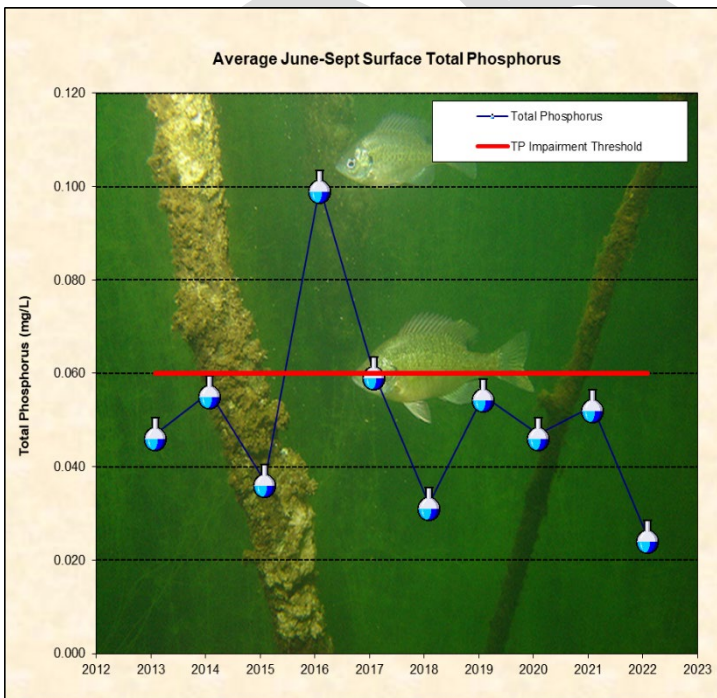 Average June-Sept Surface Total Phosphorus
Total Phosphorus
TP Impairment Threshold
Total Phosphorus (mg/L)
0.120
0.100
0.080
0.060
0.040
0.020
0.000
2012 2013 2014 2015 2016 2017 2018 2019 2020 2021 2022 2023